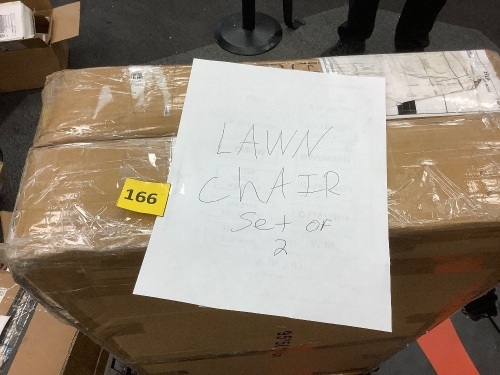 LAWN
CHAIR
Set OF
2
166